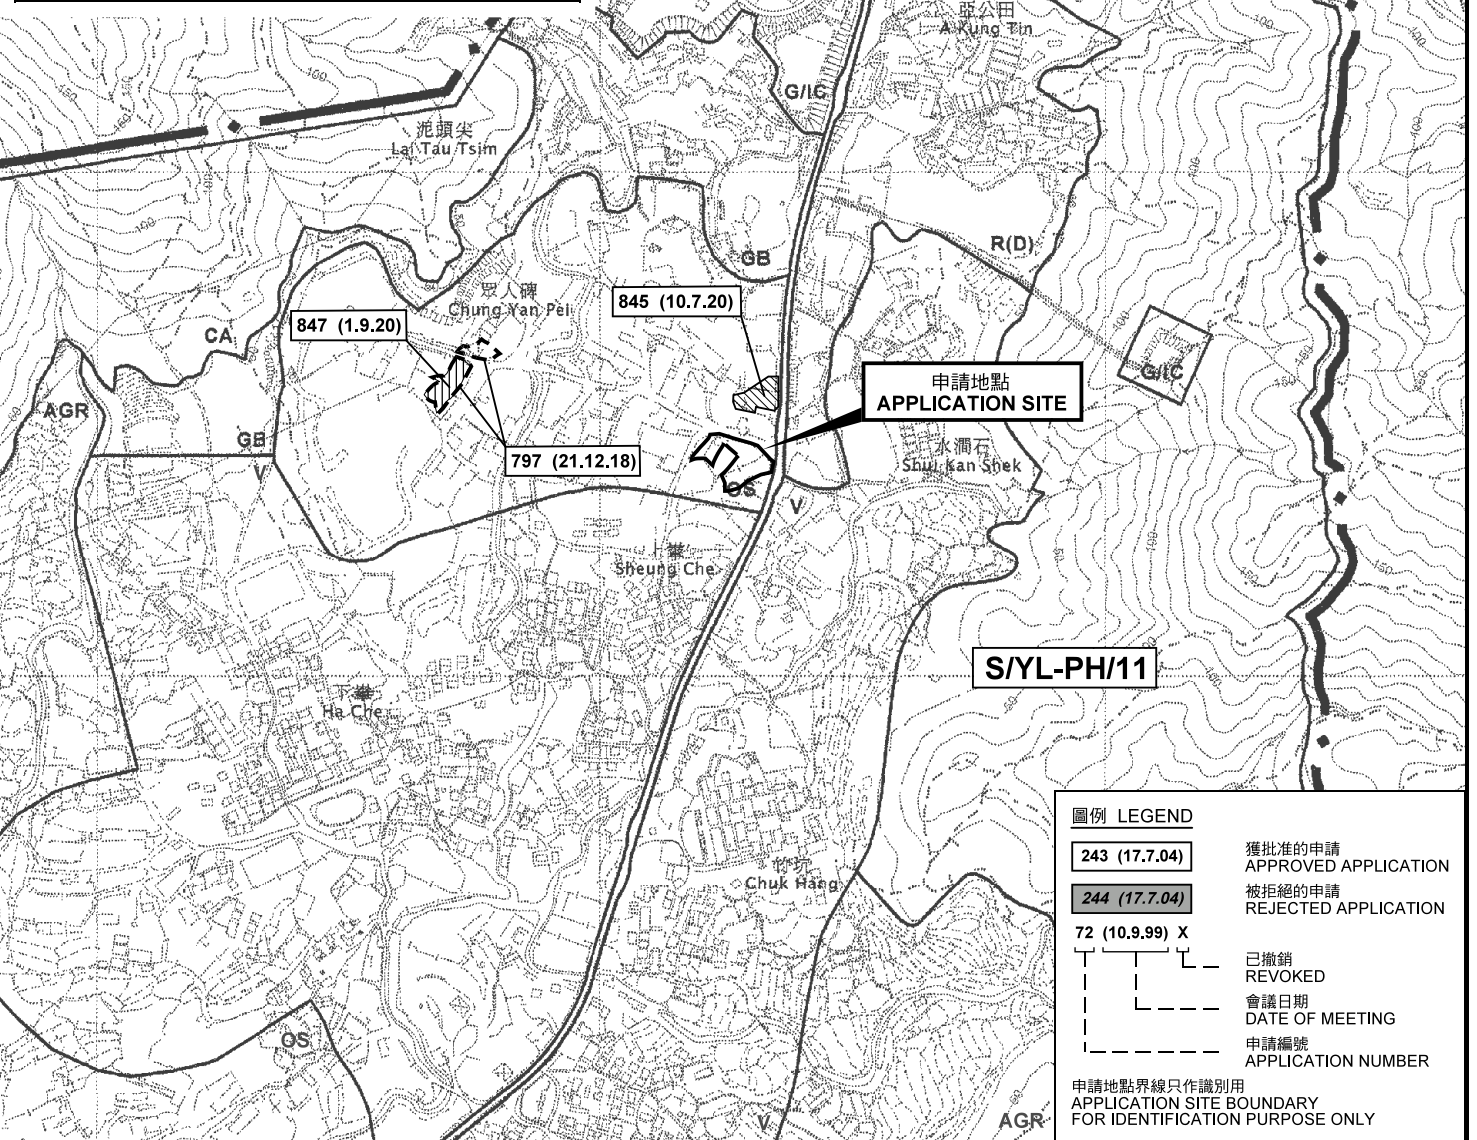 亞公田
A Kung Tin
100
G/IC
泥頭尖
Lai Tau Tsim
100
100
100
GB
R(D)
眾人碑
Chung Yan Pei
845 (10.7.20)
847 (1.9.20)
CA
G/IC
申請地點
APPLICATION SITE
AGR
GB
V
797 (21.12.18)
水澗石
Shui Kan Shek
OS
V
上輋
Sheung Che
S/YL-PH/11
下輋
Ha Che
竹坑
Chuk Hang
OS
V
AGR
圖例 LEGEND
243 (17.7.04)
獲批准的申請
APPROVED APPLICATION
244 (17.7.04)
被拒絕的申請
REJECTED APPLICATION
72 (10.9.99) X
已撤銷
REVOKED
會議日期
DATE OF MEETING
申請編號
APPLICATION NUMBER
申請地點界線只作識別用
APPLICATION SITE BOUNDARY
FOR IDENTIFICATION PURPOSE ONLY